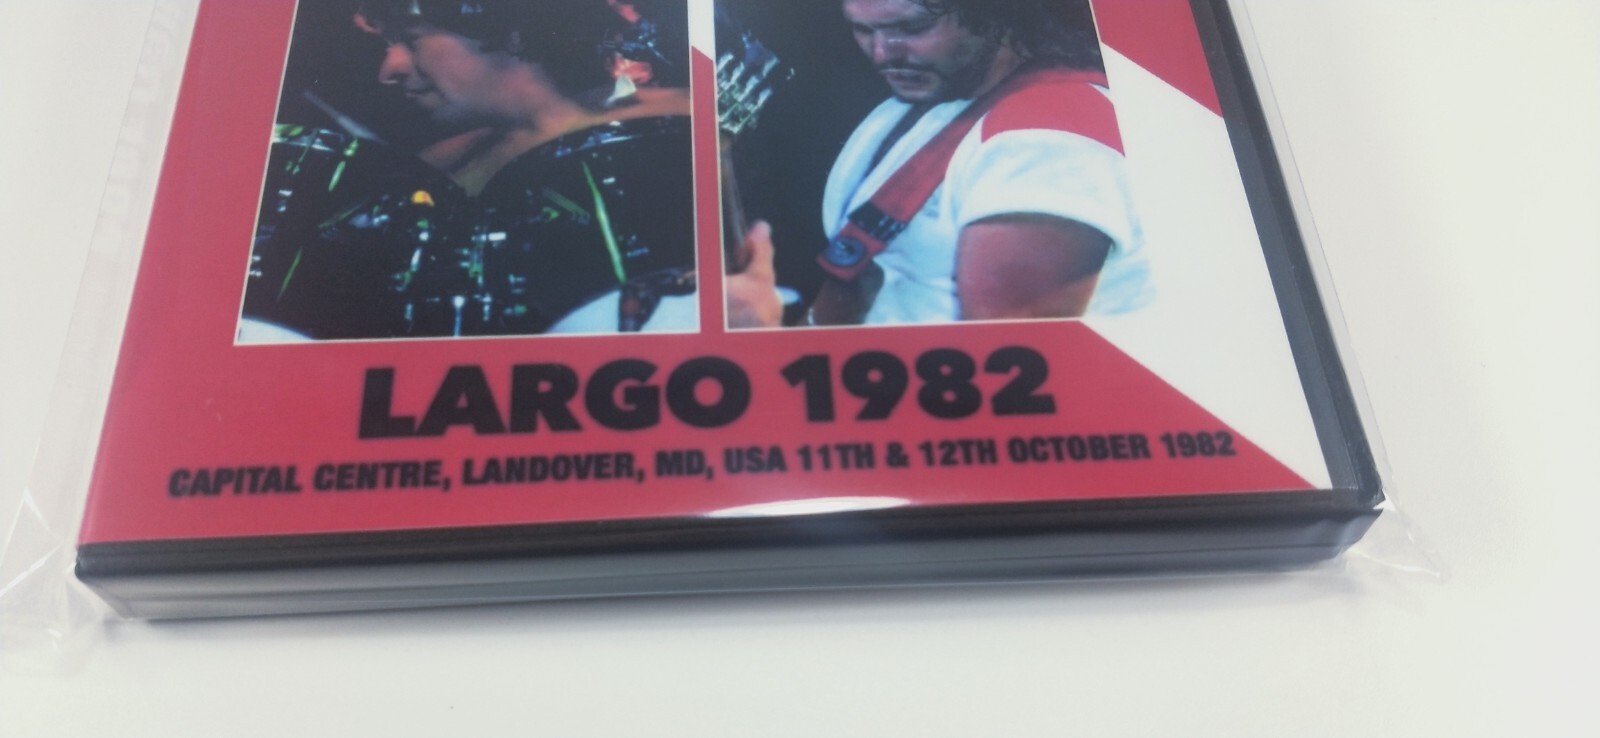 LARGO 1982
CAPITAL CENTRE, LANDOVER, MD, USA 11TH & 12TH OCTOBER 1982